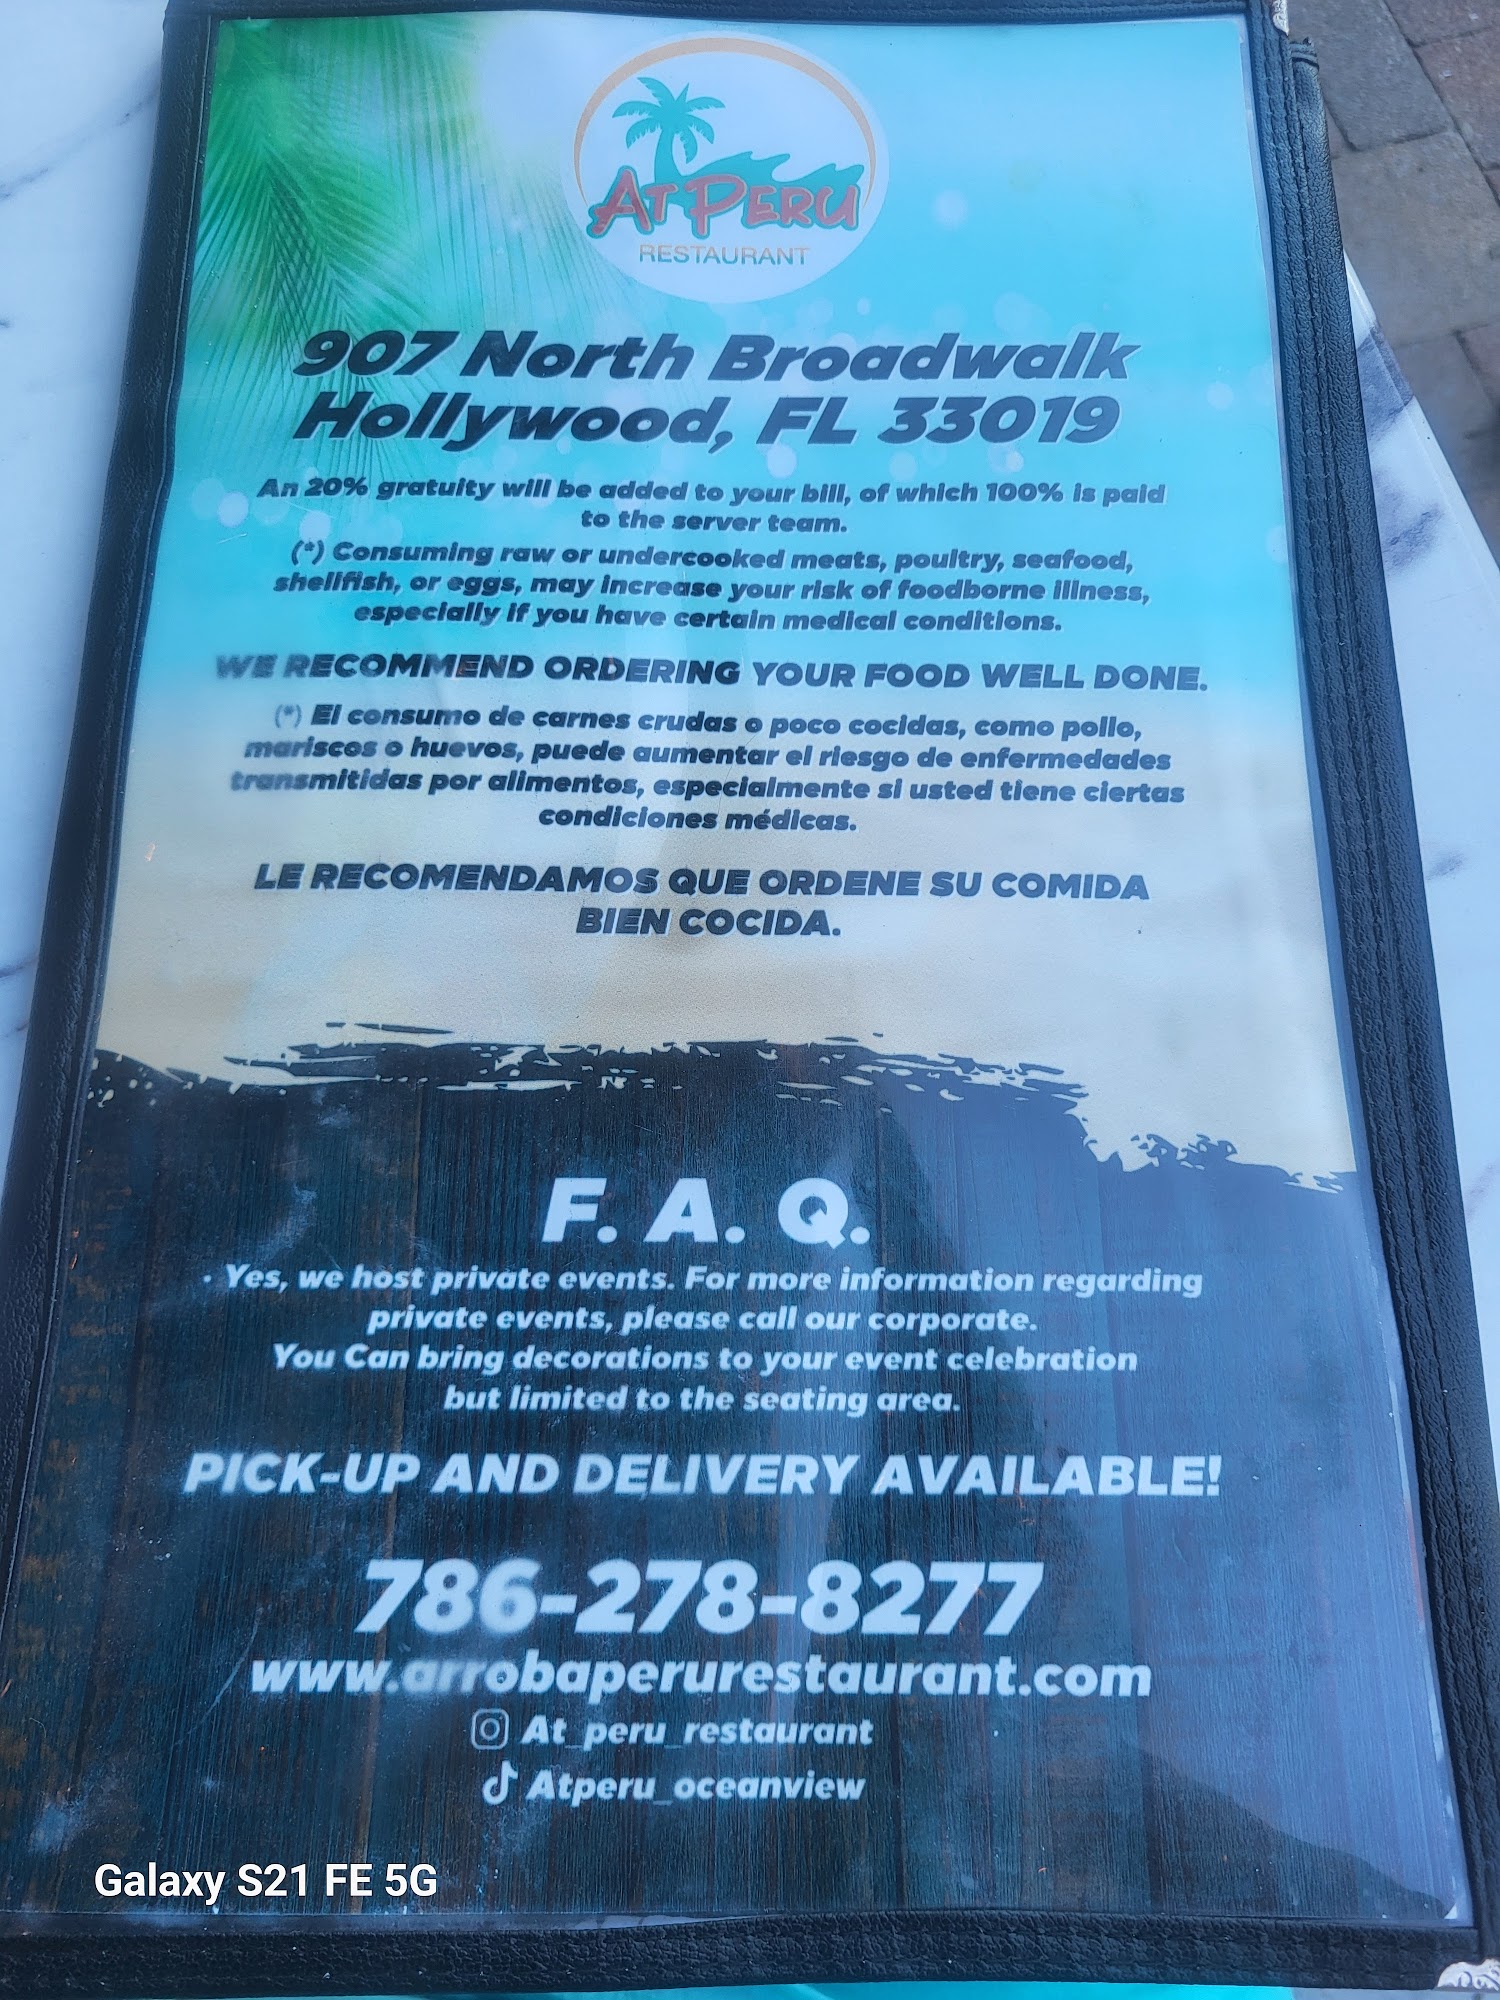 AT PERU
RESTAURANT
907 North Broadwalk
Hollywood, FL 33019
An 20% gratuity will be added to your bill, of which 100% is paid
to the server team.
(*) Consuming raw or undercooked meats, poultry, seafood,
shellfish, or eggs, may increase your risk of foodborne illness,
especially if you have certain medical conditions.
WE RECOMMEND ORDERING YOUR FOOD WELL DONE.
(*) El consumo de carnes crudas o poco cocidas, como pollo,
mariscos o huevos, puede aumentar el riesgo de enfermedades
transmitidas por alimentos, especialmente si usted tiene ciertas
condiciones médicas.
LE RECOMENDAMOS QUE ORDENE SU COMIDA
BIEN COCIDA.
F. A. Q.
• Yes, we host private events. For more information regarding
private events, please call our corporate.
You Can bring decorations to your event celebration
but limited to the seating area.
PICK-UP AND DELIVERY AVAILABLE!
786-278-8277
www.arrobaperurestaurant.com
At_peru_restaurant
Atperu_oceanview
Galaxy S21 FE 5G